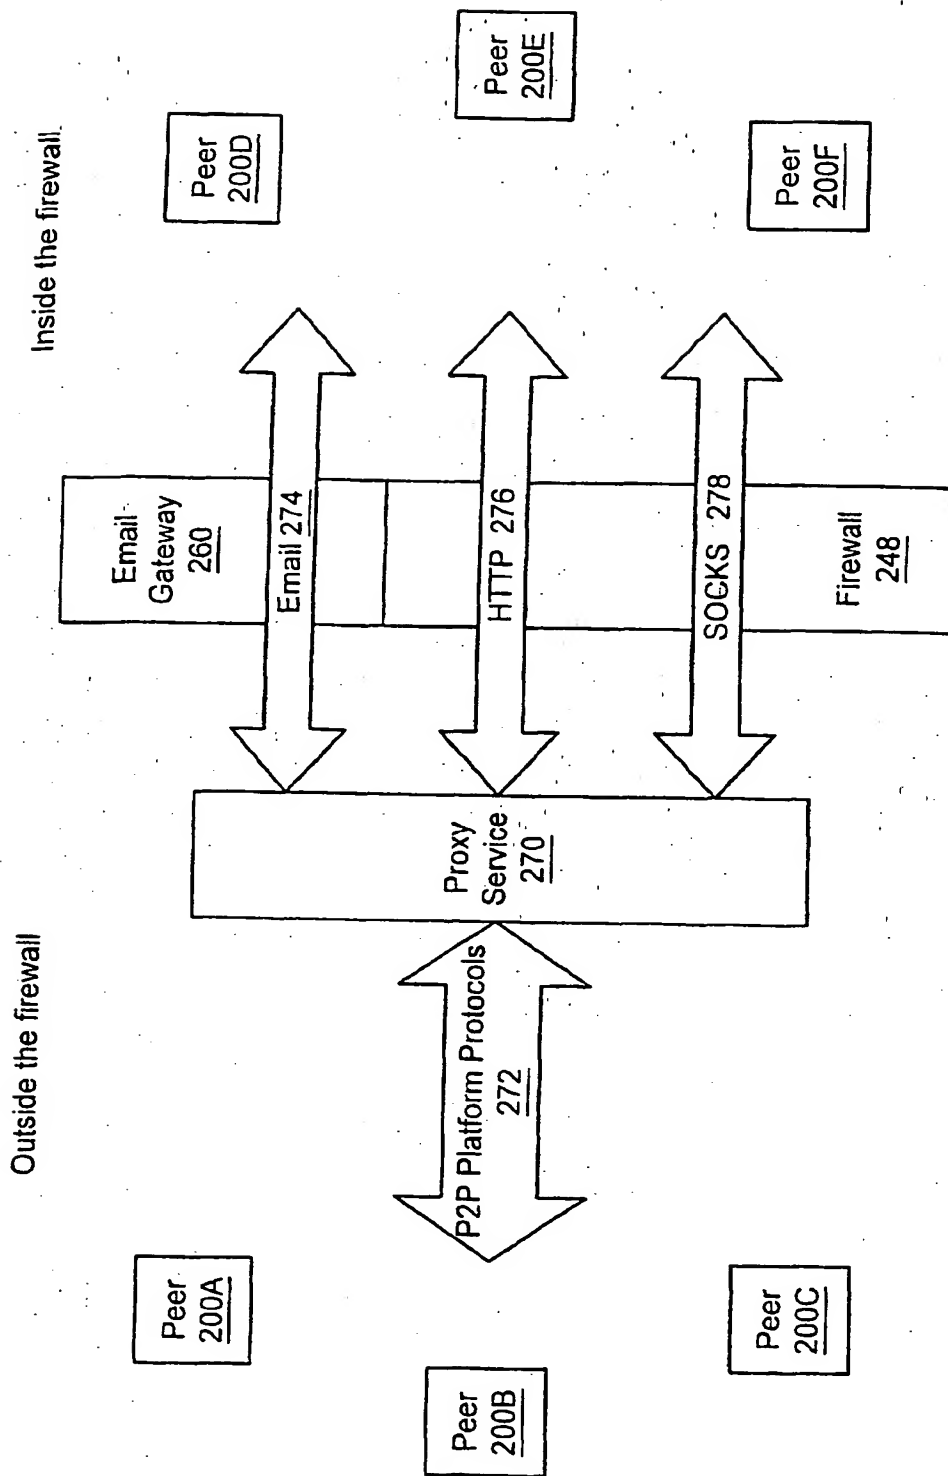 Outside the firewall
Inside the firewall
Peer
200A
Peer
200B
Peer
200C
P2P Platform Protocols
272
Proxy
Service
270
Email
Gateway
260
Email 274
HTTP 276
SOCKS 278
Firewall
248
Peer
200D
Peer
200E
Peer
200F